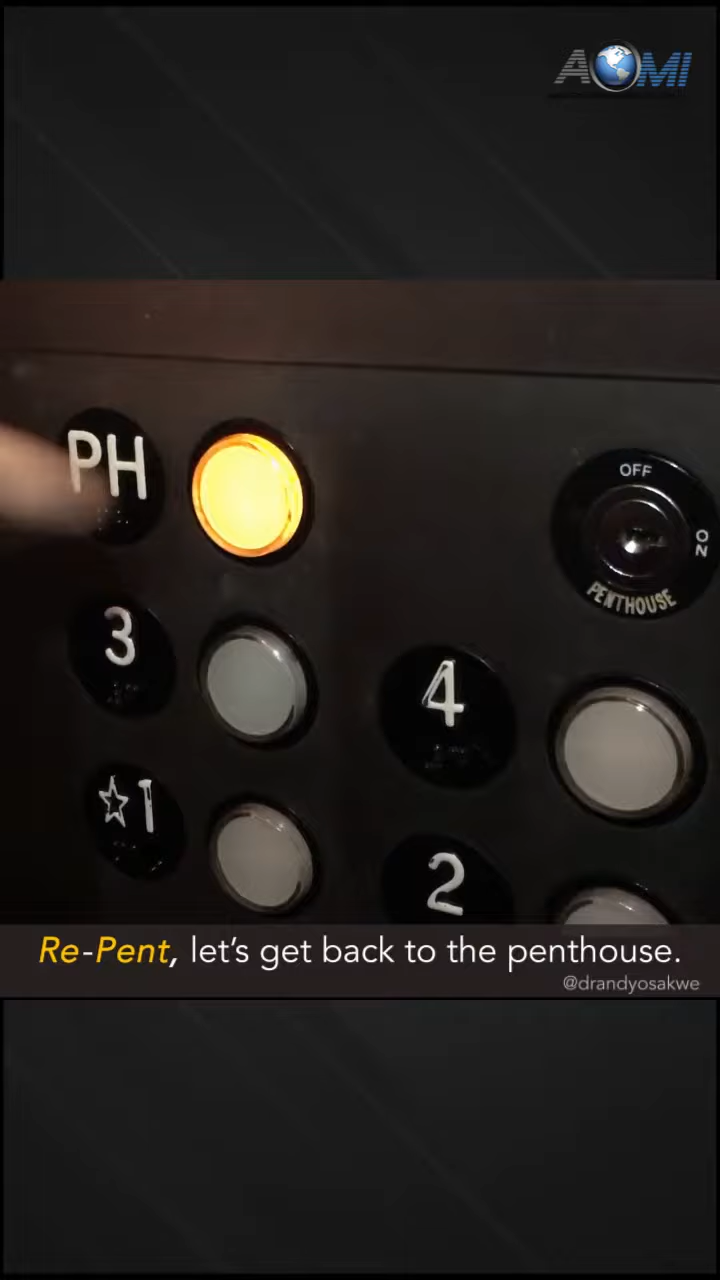 AOMI
PH
OFF
ON
PENTHOUSE
3
4
☆1
2
Re-Pent, let's get back to the penthouse.
@drandyosakwe